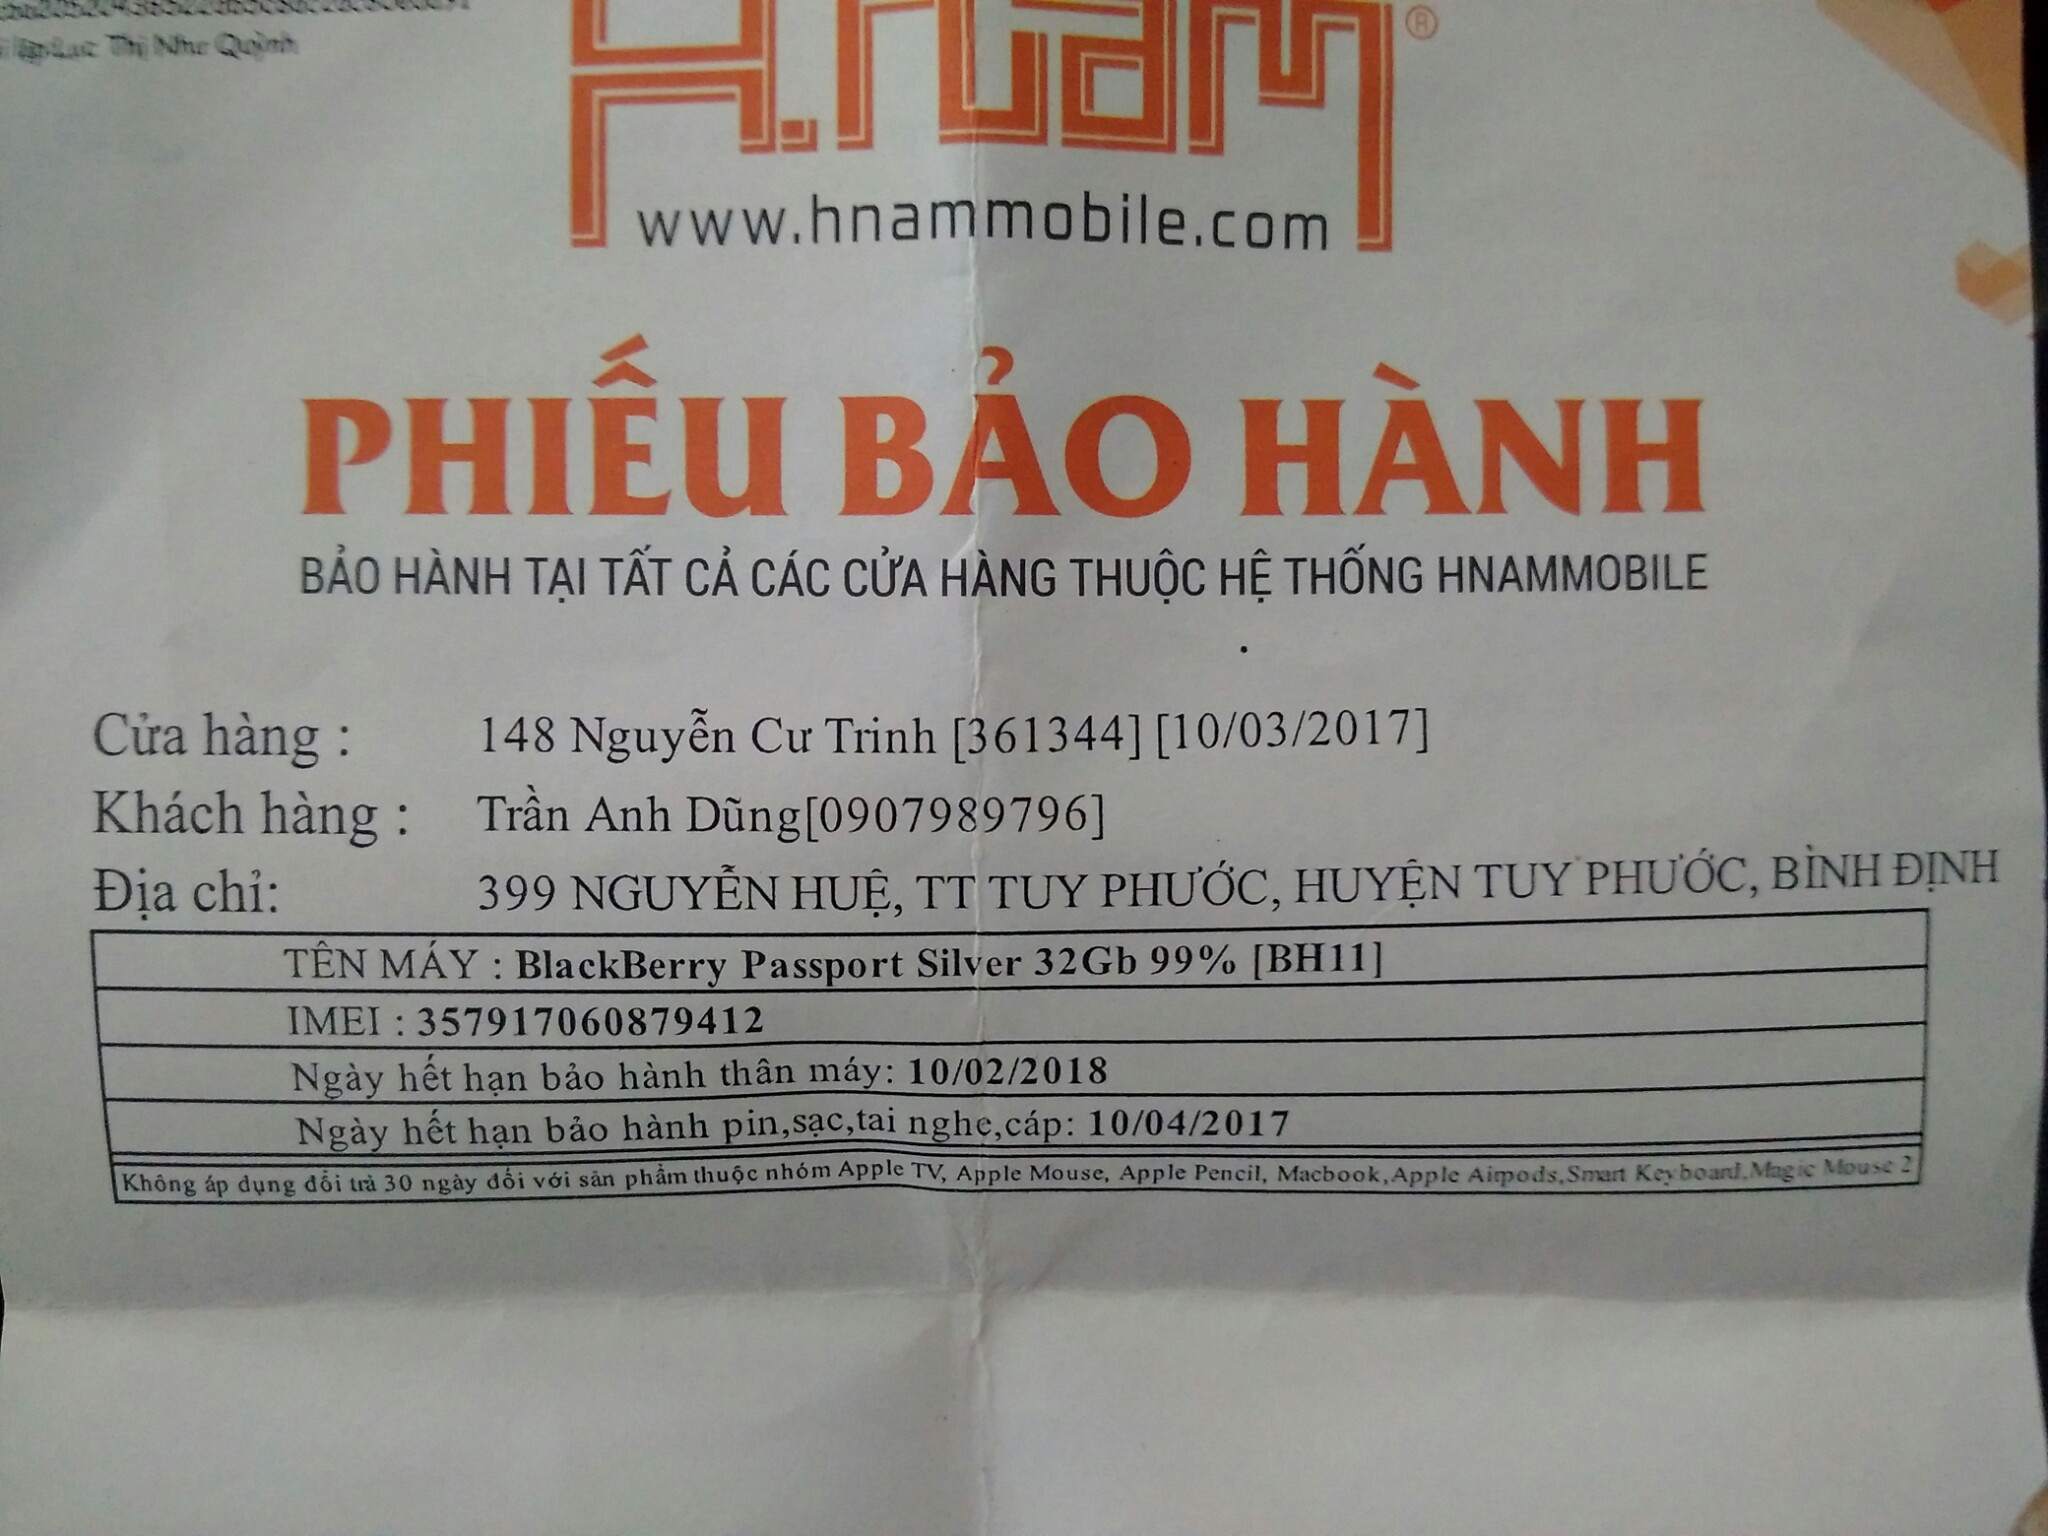 Lục Thị Như Quỳnh
H.nam ®
www.hnammobile.com
PHIẾU BẢO HÀNH
BẢO HÀNH TẠI TẤT CẢ CÁC CỬA HÀNG THUỘC HỆ THỐNG HNAMMOBILE
Cửa hàng : 148 Nguyễn Cư Trinh [361344] [10/03/2017]
Khách hàng : Trần Anh Dũng[0907989796]
Địa chỉ: 399 NGUYỄN HUỆ, TT TUY PHƯỚC, HUYỆN TUY PHƯỚC, BÌNH ĐỊNH
TÊN MÁY : BlackBerry Passport Silver 32Gb 99% [BH11]
IMEI : 357917060879412
Ngày hết hạn bảo hành thân máy: 10/02/2018
Ngày hết hạn bảo hành pin,sạc,tai nghe,cáp: 10/04/2017
Không áp dụng đổi trả 30 ngày đối với sản phẩm thuộc nhóm Apple TV, Apple Mouse, Apple Pencil, Macbook,Apple Airpods,Smart Keyboard,Magic Mouse 2